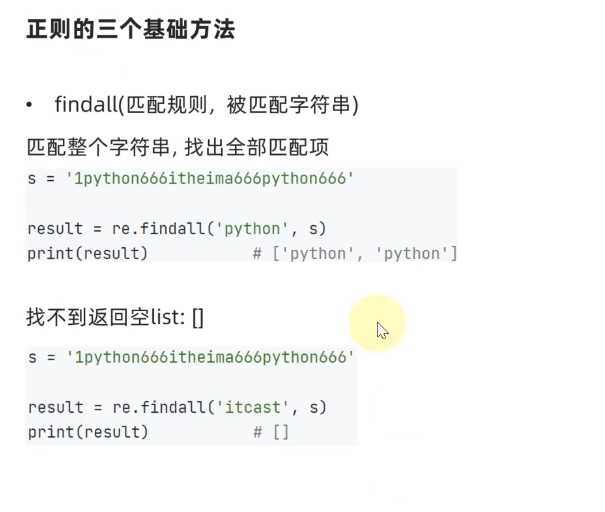 正则的三个基础方法
• findall(匹配规则，被匹配字符串)
匹配整个字符串, 找出全部匹配项
s = '1python666itheima666python666'
result = re.findall('python', s)
print(result) # ['python', 'python']
找不到返回空list: []
s = '1python666itheima666python666'
result = re.findall('itcast', s)
print(result) # []